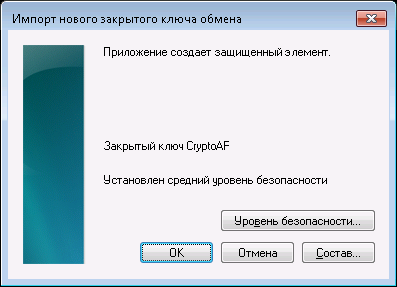 Импорт нового закрытого ключа обмена
Приложение создает защищенный элемент.
Закрытый ключ CryptoAF
Установлен средний уровень безопасности
Уровень безопасности...
OK
Отмена
Состав...